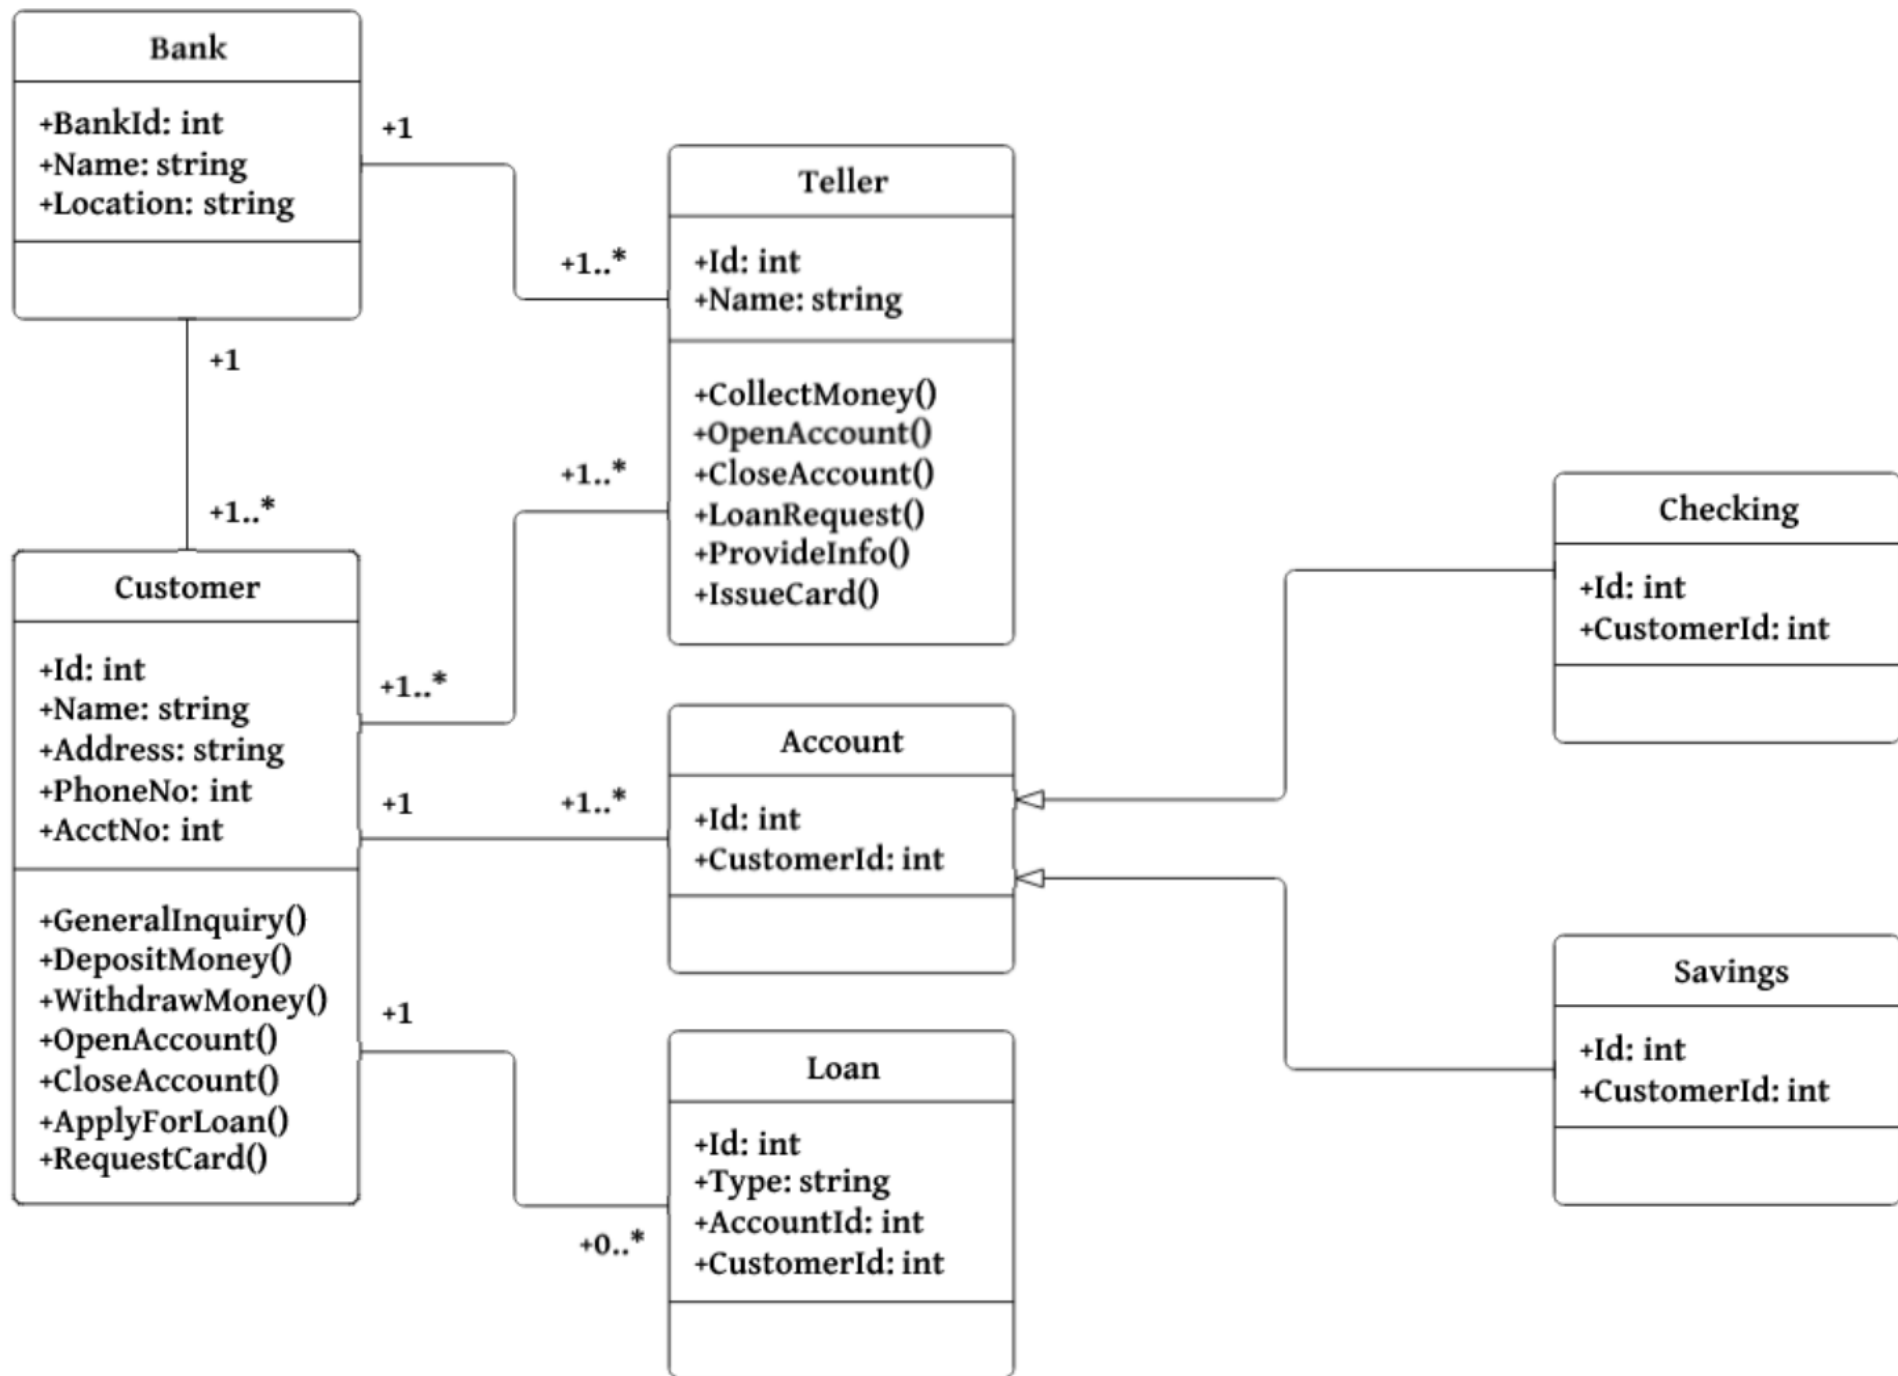 Bank
+BankId: int
+Name: string
+Location: string
+1
+1..*
Teller
+Id: int
+Name: string
+CollectMoney()
+OpenAccount()
+CloseAccount()
+LoanRequest()
+ProvideInfo()
+IssueCard()
+1
+1..*
Customer
+Id: int
+Name: string
+Address: string
+PhoneNo: int
+AcctNo: int
+GeneralInquiry()
+DepositMoney()
+WithdrawMoney()
+OpenAccount()
+CloseAccount()
+ApplyForLoan()
+RequestCard()
+1..*
+1..*
+1
+1..*
Account
+Id: int
+CustomerId: int
+1
+0..*
Loan
+Id: int
+Type: string
+AccountId: int
+CustomerId: int
Checking
+Id: int
+CustomerId: int
Savings
+Id: int
+CustomerId: int